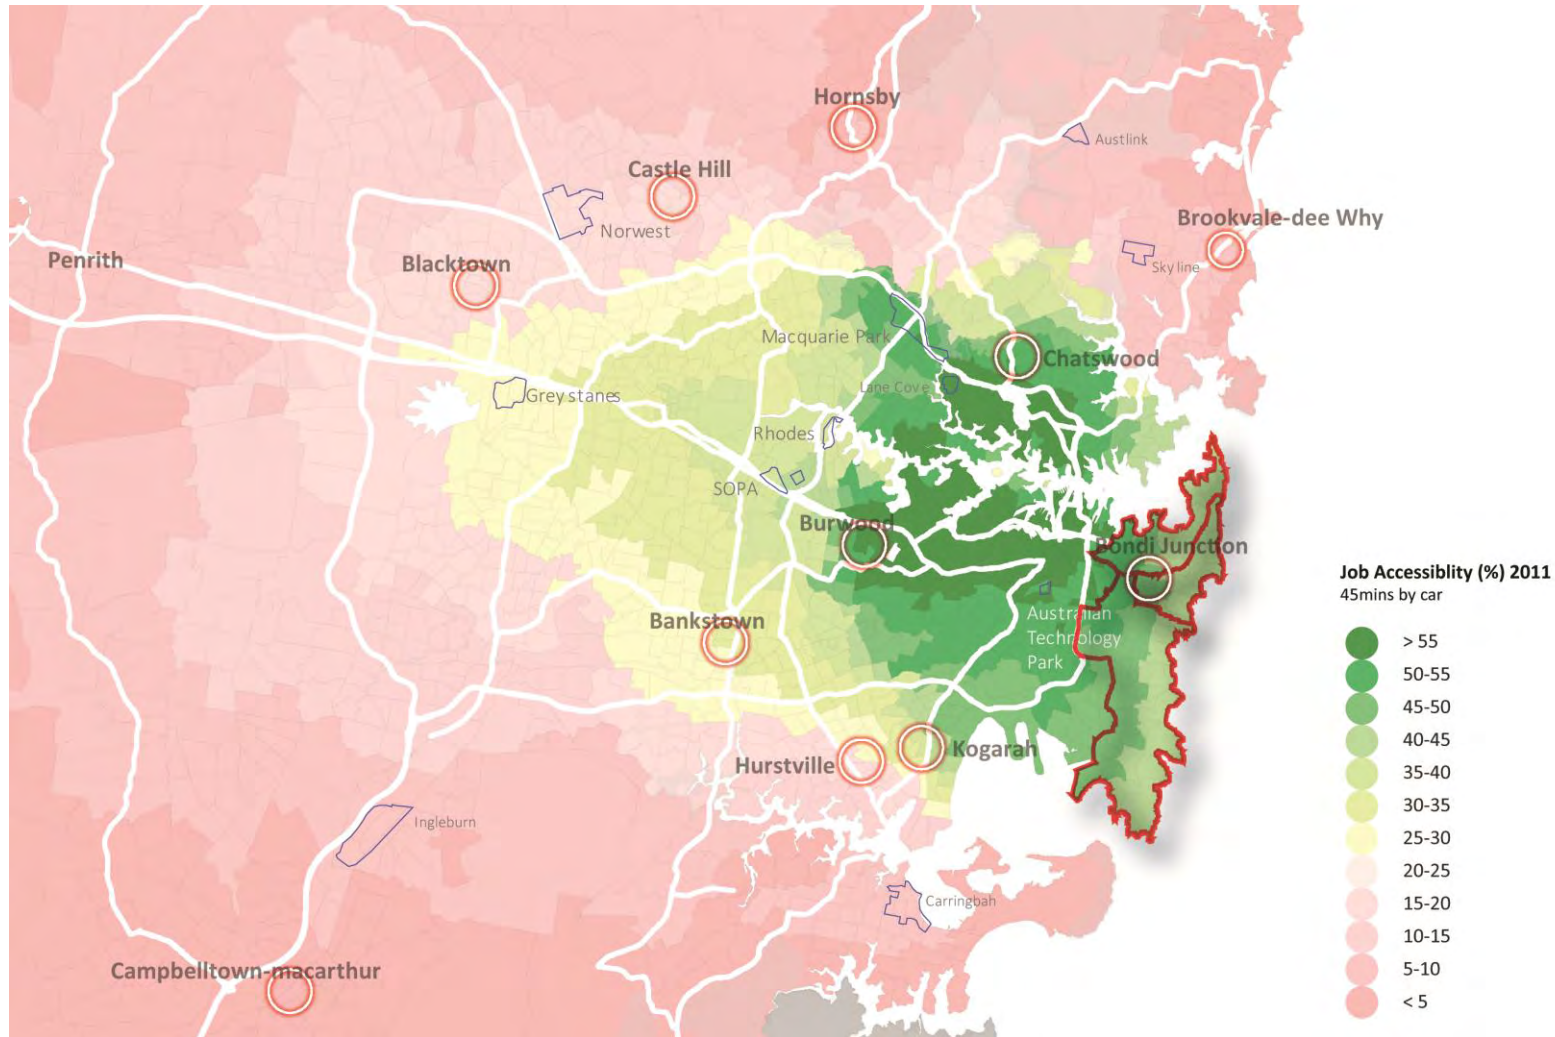 Hornsby
Austlink
Castle Hill
Brookvale-dee Why
Norwest
Penrith
Blacktown
Sky line
Macquarie Park
Chatswood
Lane Cove
Grey stanes
Rhodes
SOPA
Burwood
Bondi Junction
Job Accessiblity (%) 2011
45mins by car
> 55
50-55
45-50
40-45
35-40
30-35
25-30
20-25
15-20
10-15
5-10
< 5
Australian
Technology
Park
Bankstown
Hurstville
Kogarah
Ingleburn
Carringbah
Campbelltown-macarthur